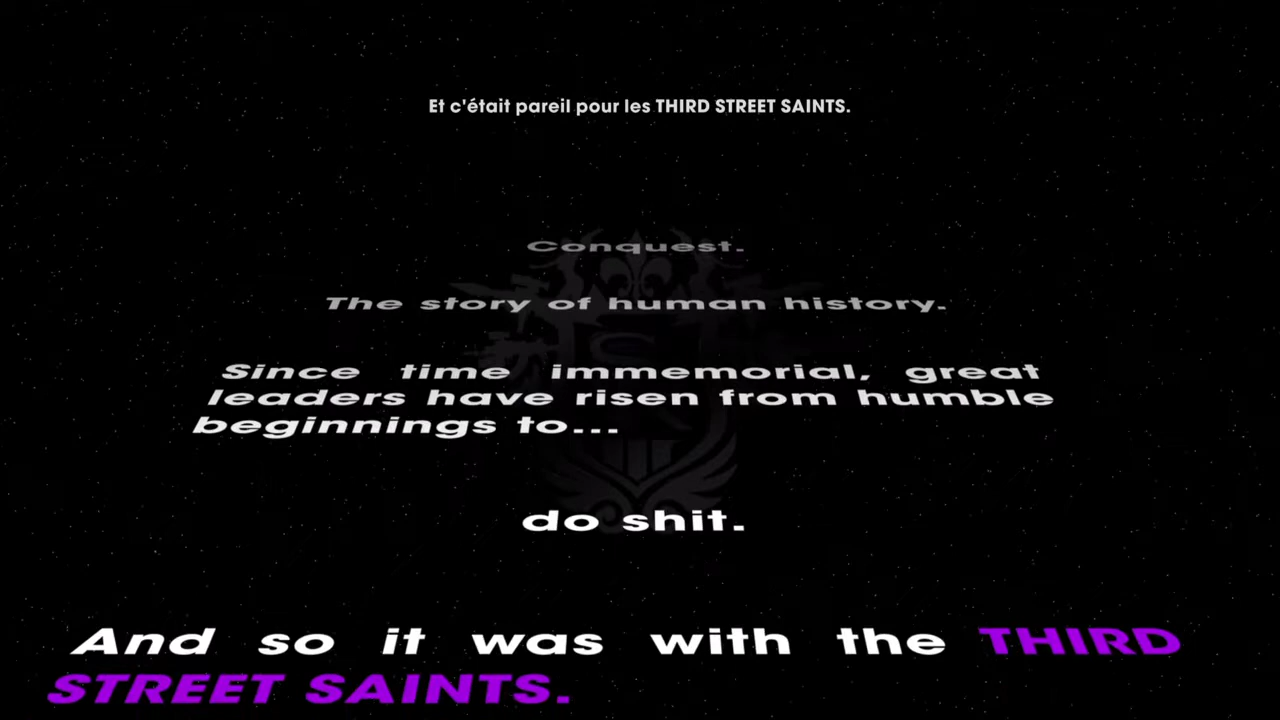 Et c'était pareil pour les THIRD STREET SAINTS.
Conquest.
The story of human history.
Since time immemorial, great
leaders have risen from humble
beginnings to...
do shit.
And so it was with the THIRD
STREET SAINTS.